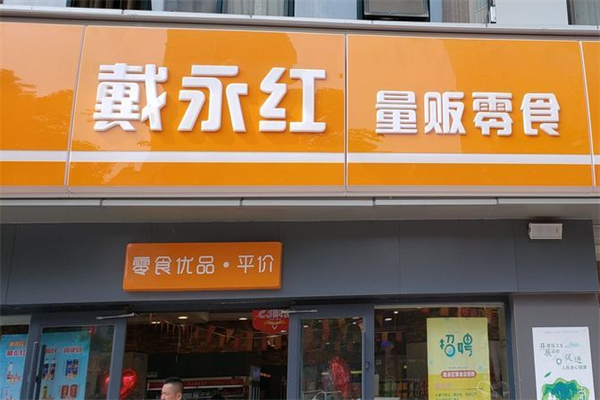 戴永红 量贩零食
零食优品·平价
招聘